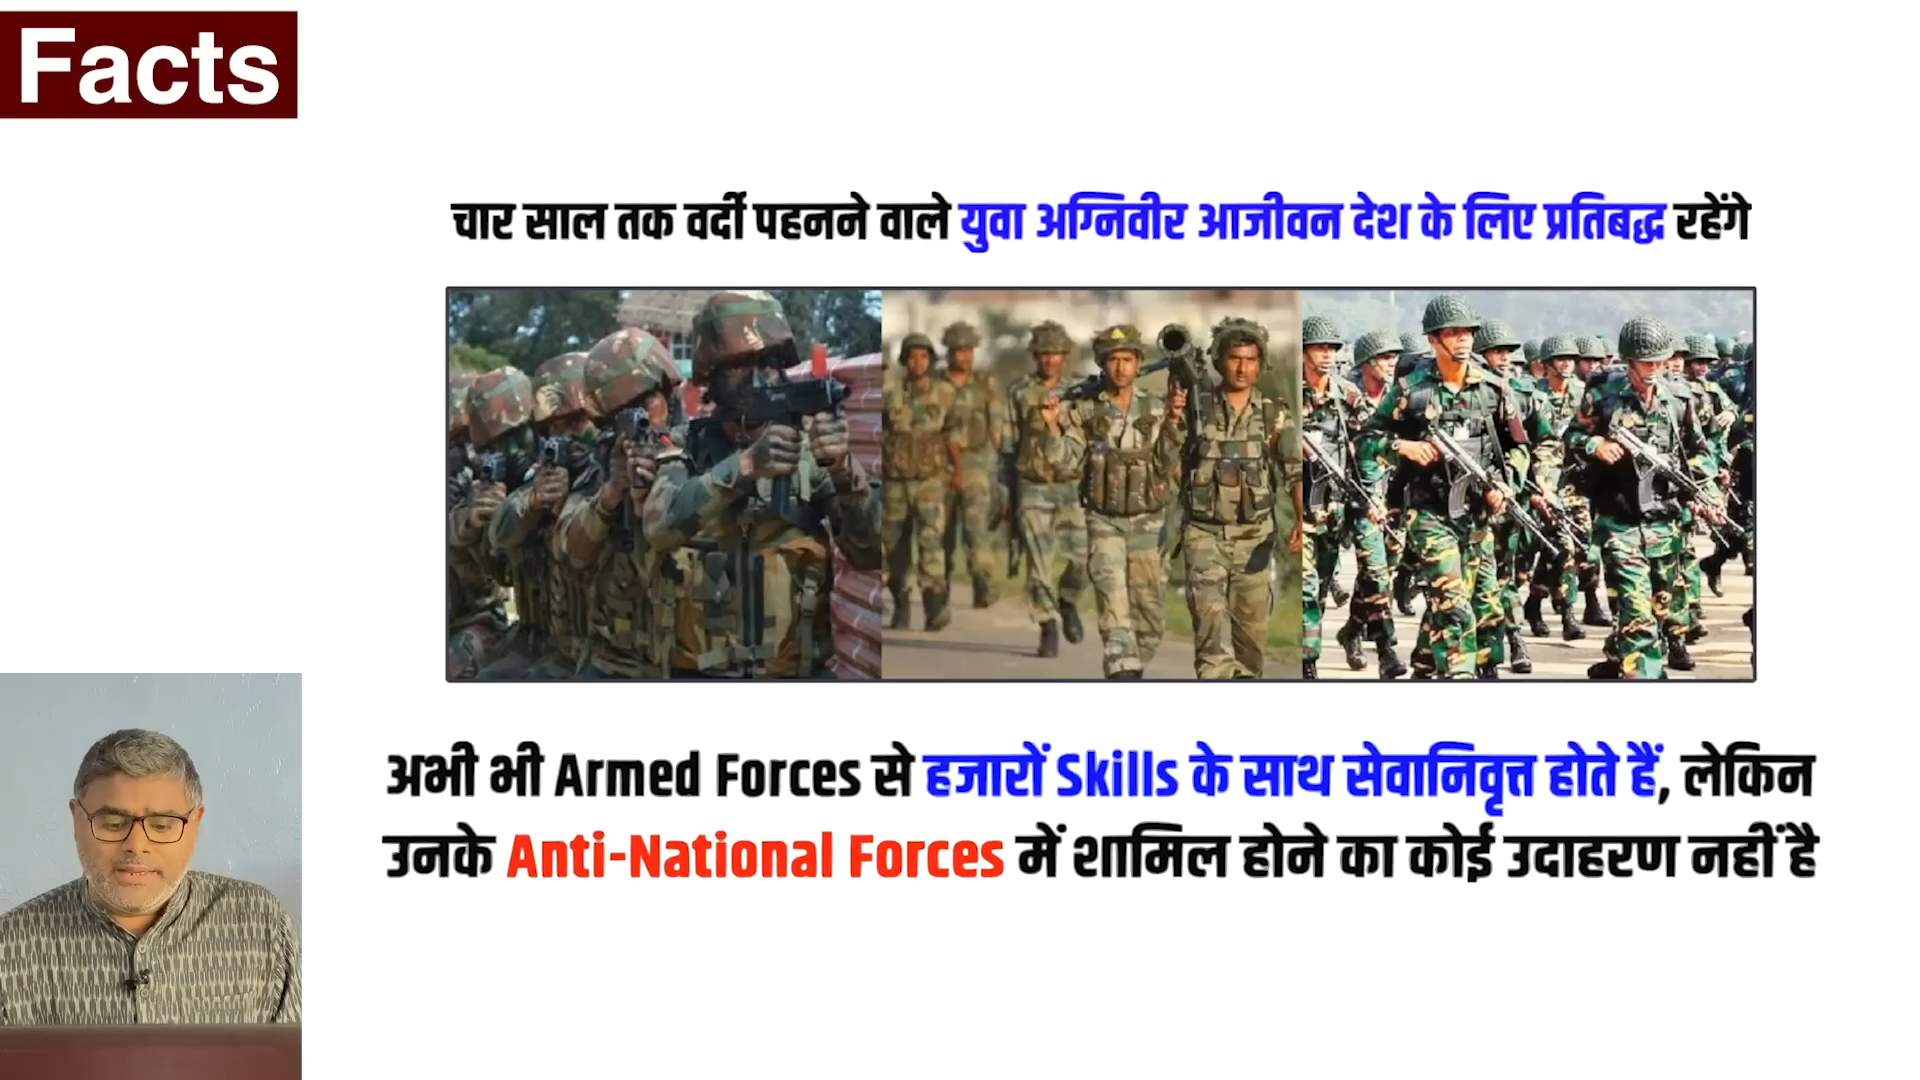 Facts
चार साल तक वर्दी पहनने वाले युवा अग्निवीर आजीवन देश के लिए प्रतिबद्ध रहेंगे
अभी भी Armed Forces से हजारों Skills के साथ सेवानिवृत्त होते हैं, लेकिन
उनके Anti-National Forces में शामिल होने का कोई उदाहरण नहीं है